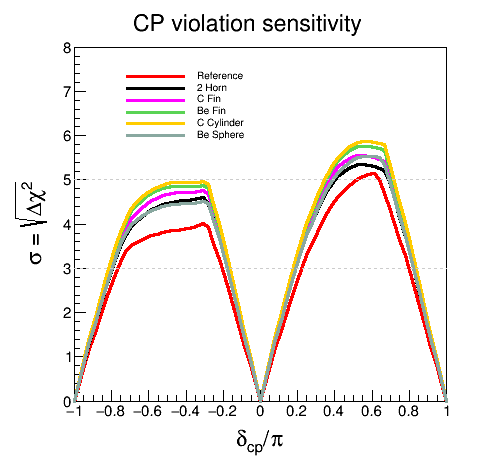 CP violation sensitivity
8
7
6
5
4
3
2
1
0
σ = √Δχ²
Reference
2 Horn
C Fin
Be Fin
C Cylinder
Be Sphere
−1 −0.8 −0.6 −0.4 −0.2 0 0.2 0.4 0.6 0.8 1
δcp/π